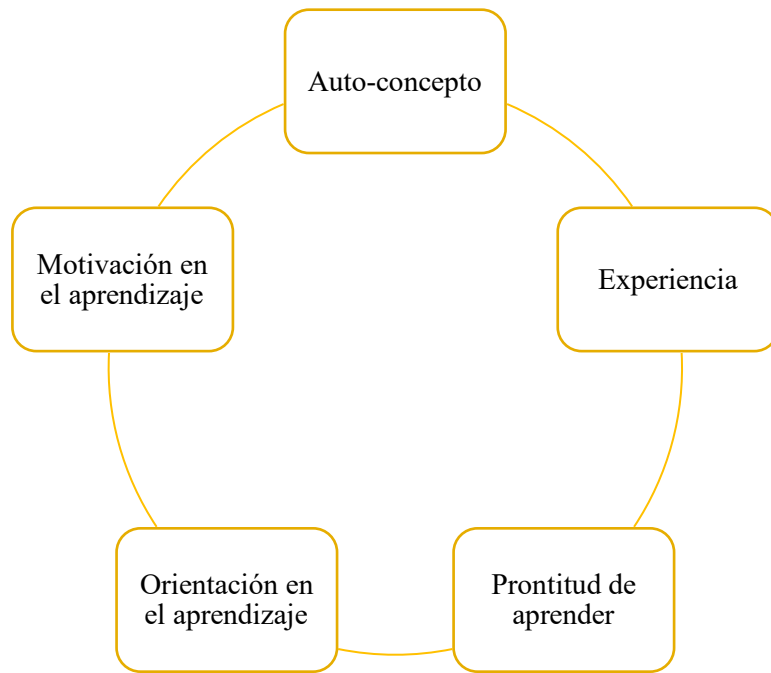 Auto-concepto
Experiencia
Prontitud de
aprender
Orientación en
el aprendizaje
Motivación en
el aprendizaje